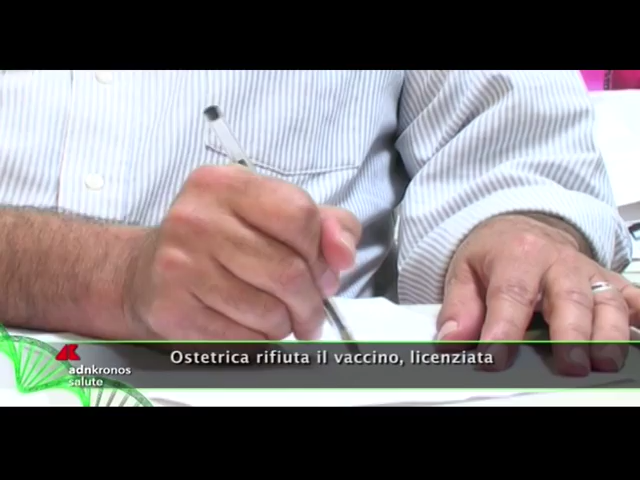 Ostetrica rifiuta il vaccino, licenziata
adnkronos
salute